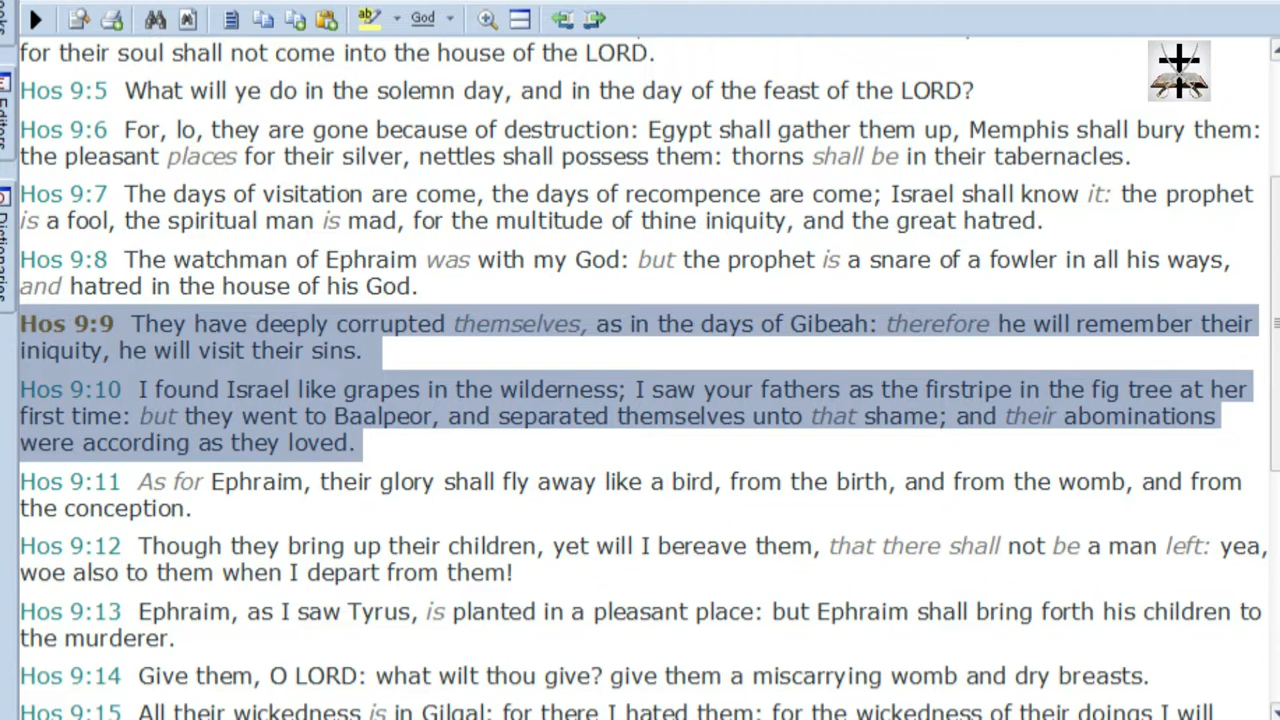 God
for their soul shall not come into the house of the LORD.
Hos 9:5 What will ye do in the solemn day, and in the day of the feast of the LORD?
Hos 9:6 For, lo, they are gone because of destruction: Egypt shall gather them up, Memphis shall bury them:
the pleasant places for their silver, nettles shall possess them: thorns shall be in their tabernacles.
Hos 9:7 The days of visitation are come, the days of recompence are come; Israel shall know it: the prophet
is a fool, the spiritual man is mad, for the multitude of thine iniquity, and the great hatred.
Hos 9:8 The watchman of Ephraim was with my God: but the prophet is a snare of a fowler in all his ways,
and hatred in the house of his God.
Hos 9:9 They have deeply corrupted themselves, as in the days of Gibeah: therefore he will remember their
iniquity, he will visit their sins.
Hos 9:10 I found Israel like grapes in the wilderness; I saw your fathers as the firstripe in the fig tree at her
first time: but they went to Baalpeor, and separated themselves unto that shame; and their abominations
were according as they loved.
Hos 9:11 As for Ephraim, their glory shall fly away like a bird, from the birth, and from the womb, and from
the conception.
Hos 9:12 Though they bring up their children, yet will I bereave them, that there shall not be a man left: yea,
woe also to them when I depart from them!
Hos 9:13 Ephraim, as I saw Tyrus, is planted in a pleasant place: but Ephraim shall bring forth his children to
the murderer.
Hos 9:14 Give them, O LORD: what wilt thou give? give them a miscarrying womb and dry breasts.
Hos 9:15 All their wickedness is in Gilgal: for there I hated them: for the wickedness of their doings I will
Editors
Dictionaries